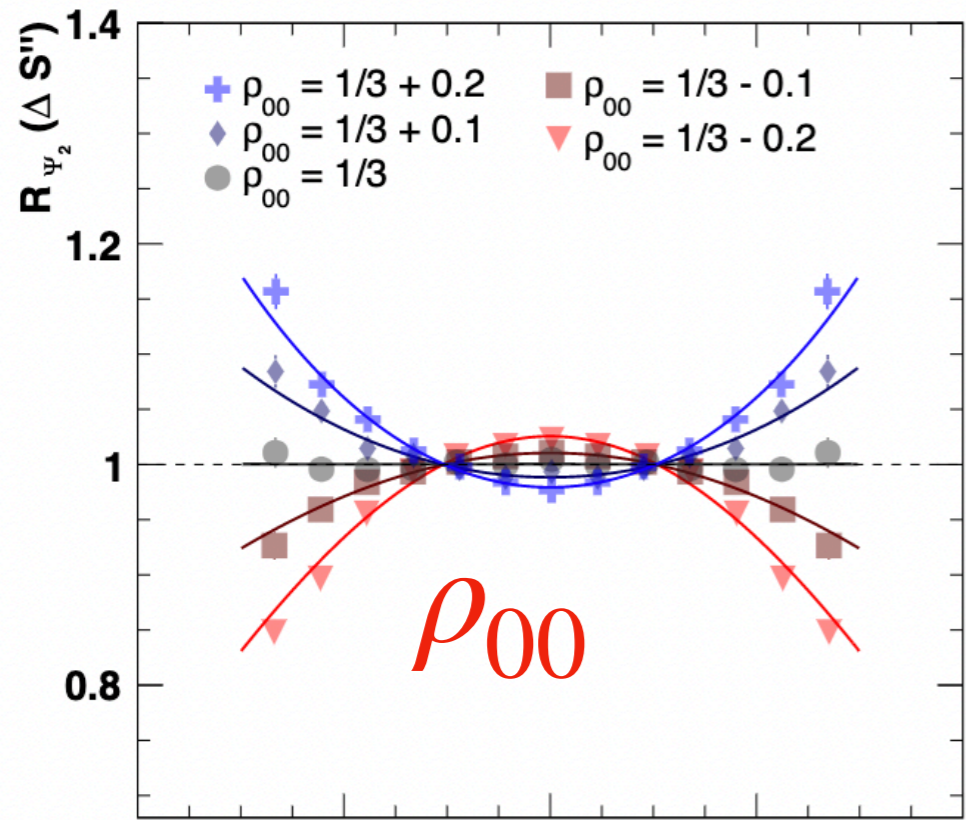 R_Ψ₂ (Δ S")
1.4
1.2
1
0.8
ρ₀₀ = 1/3 + 0.2
ρ₀₀ = 1/3 + 0.1
ρ₀₀ = 1/3
ρ₀₀ = 1/3 - 0.1
ρ₀₀ = 1/3 - 0.2
ρ₀₀